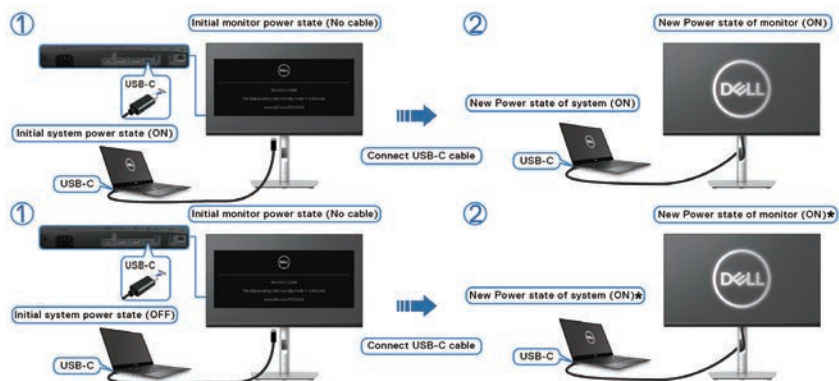 1
Initial monitor power state (No cable)
2
New Power state of monitor (ON)
USB-C
DELL
DELL
New Power state of system (ON)
Initial system power state (ON)
USB-C
Connect USB-C cable
USB-C
1
Initial monitor power state (No cable)
2
New Power state of monitor (ON)*
USB-C
DELL
DELL
New Power state of system (ON)*
Initial system power state (OFF)
USB-C
Connect USB-C cable
USB-C